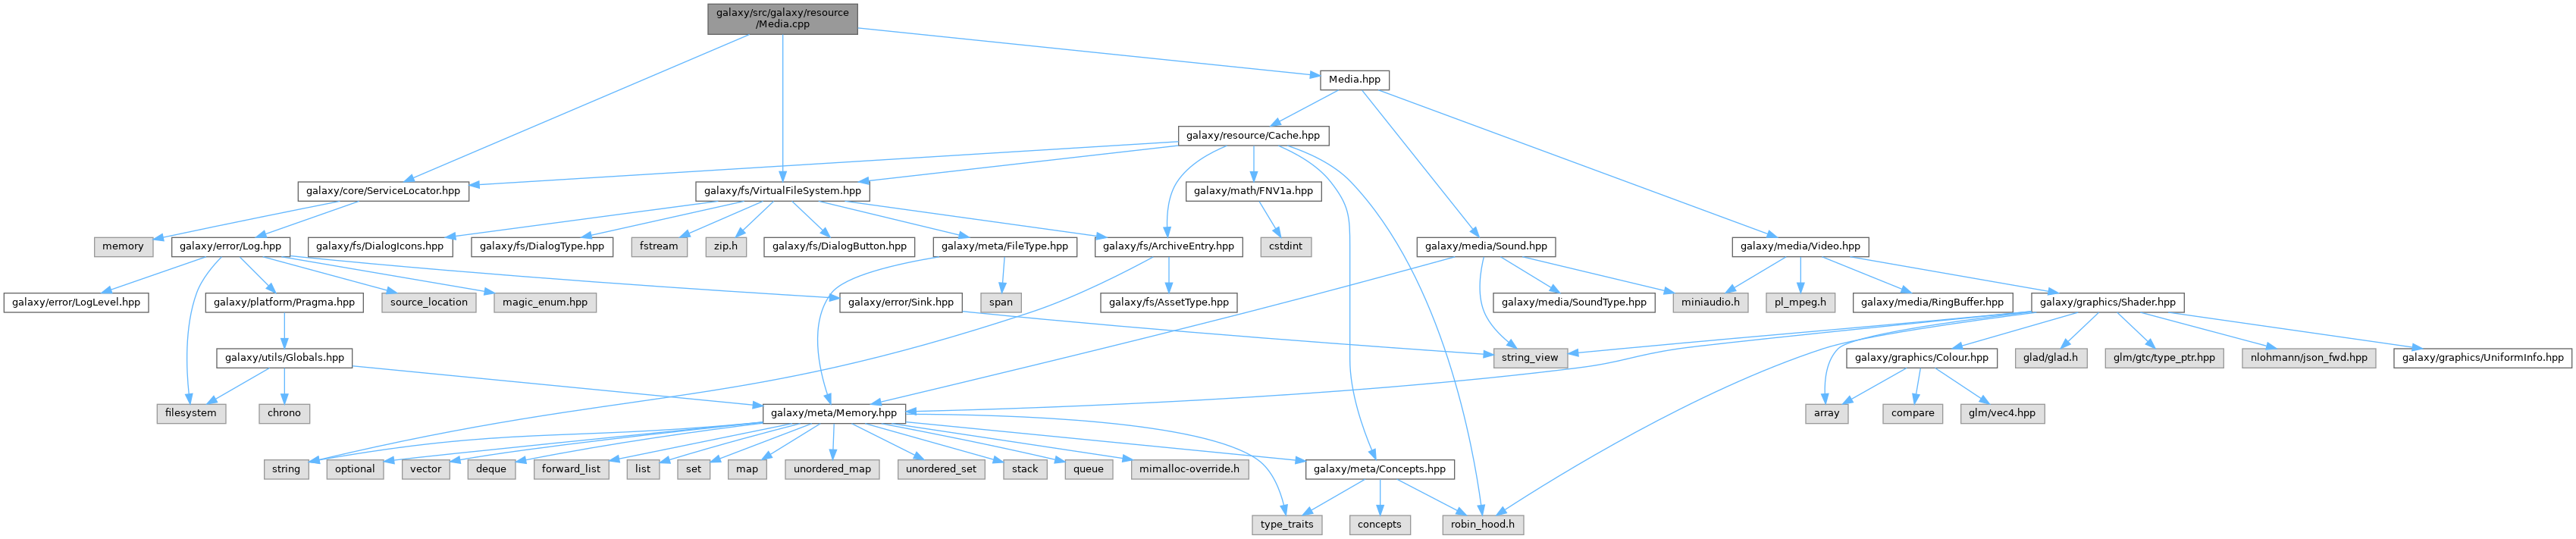 galaxy/src/galaxy/resource
/Media.cpp
Media.hpp
galaxy/resource/Cache.hpp
galaxy/core/ServiceLocator.hpp
galaxy/fs/VirtualFileSystem.hpp
galaxy/math/FNV1a.hpp
memory
galaxy/error/Log.hpp
galaxy/fs/DialogIcons.hpp
galaxy/fs/DialogType.hpp
fstream
zip.h
galaxy/fs/DialogButton.hpp
galaxy/meta/FileType.hpp
galaxy/fs/ArchiveEntry.hpp
cstdint
galaxy/media/Sound.hpp
galaxy/media/Video.hpp
galaxy/error/LogLevel.hpp
galaxy/platform/Pragma.hpp
source_location
magic_enum.hpp
galaxy/error/Sink.hpp
span
galaxy/fs/AssetType.hpp
galaxy/media/SoundType.hpp
miniaudio.h
pl_mpeg.h
galaxy/media/RingBuffer.hpp
galaxy/graphics/Shader.hpp
galaxy/utils/Globals.hpp
string_view
galaxy/graphics/Colour.hpp
glad/glad.h
glm/gtc/type_ptr.hpp
nlohmann/json_fwd.hpp
galaxy/graphics/UniformInfo.hpp
filesystem
chrono
galaxy/meta/Memory.hpp
array
compare
glm/vec4.hpp
string
optional
vector
deque
forward_list
list
set
map
unordered_map
unordered_set
stack
queue
mimalloc-override.h
galaxy/meta/Concepts.hpp
type_traits
concepts
robin_hood.h